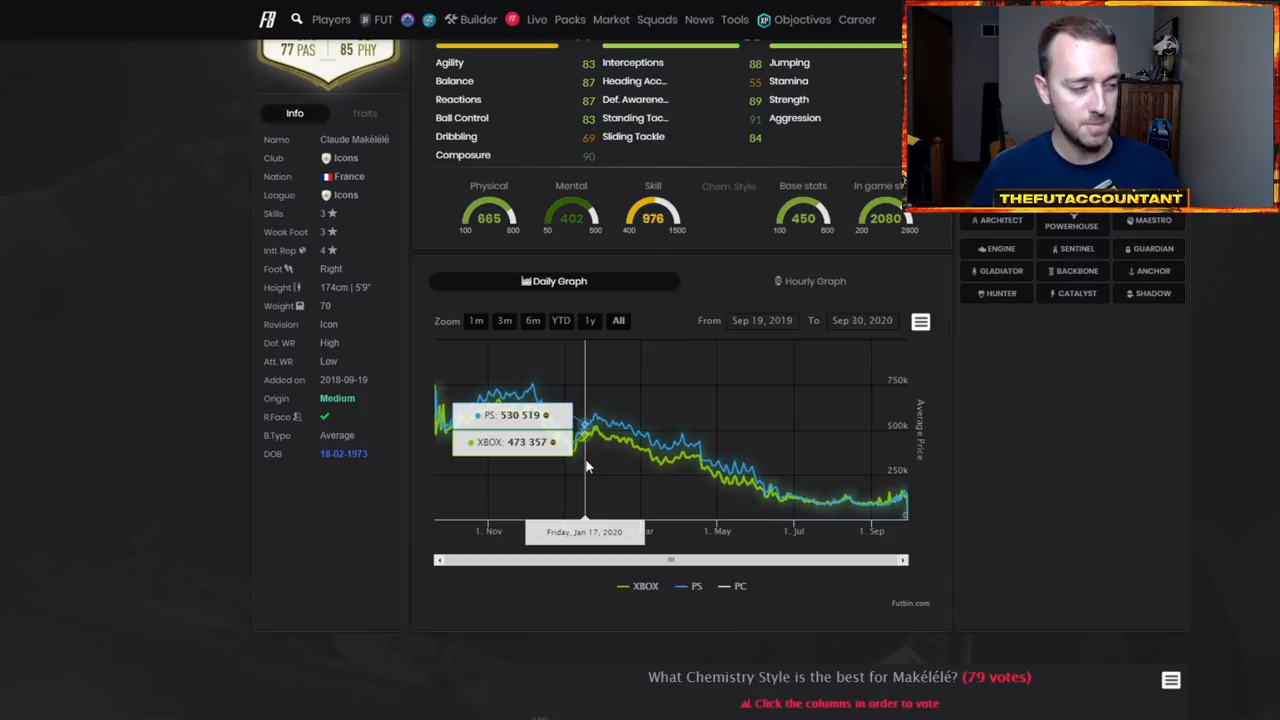 Players FUT Builder Live Packs Market Squads News Tools XP Objectives Career
77 PAS 85 PHY
Agility 83 Interceptions 88 Jumping
Balance 87 Heading Acc... 55 Stamina
Reactions 87 Def. Awarene... 89 Strength
Ball Control 83 Standing Tac... 91 Aggression
Dribbling 69 Sliding Tackle 84
Composure 90
THEFUTACCOUNTANT
Info Traits
Name Claude Makélélé
Club Icons
Nation France
League Icons
Skills 3
Weak Foot 3
Intl.Rep 4
Foot Right
Height 174cm | 5'9"
Weight 70
Revision Icon
Def. WR High
Att. WR Low
Added on 2018-09-19
Origin Medium
R.Face
B.Type Average
DOB 18-02-1973
Physical Mental Skill Chem. Style Base stats In game s
665 402 976 450 2080
100 800 50 500 400 1500 100 600 600 2800
ARCHITECT POWERHOUSE MAESTRO
ENGINE SENTINEL GUARDIAN
GLADIATOR BACKBONE ANCHOR
HUNTER CATALYST SHADOW
Daily Graph Hourly Graph
Zoom 1m 3m 6m YTD 1y All From Sep 19, 2019 To Sep 30, 2020
750k
500k
250k
0
Average Price
PS: 530 519
XBOX: 473 357
1. Nov Friday, Jan 17, 2020 1. May 1. Jul 1. Sep
XBOX PS PC
Futbin.com
What Chemistry Style is the best for Makélélé? (79 votes)
Click the columns in order to vote